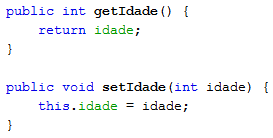 public int getIdade() {
    return idade;
}

public void setIdade(int idade) {
    this.idade = idade;
}